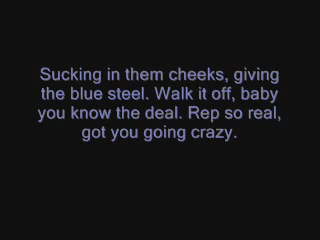 Sucking in them cheeks, giving
the blue steel. Walk it off, baby
you know the deal. Rep so real,
got you going crazy.